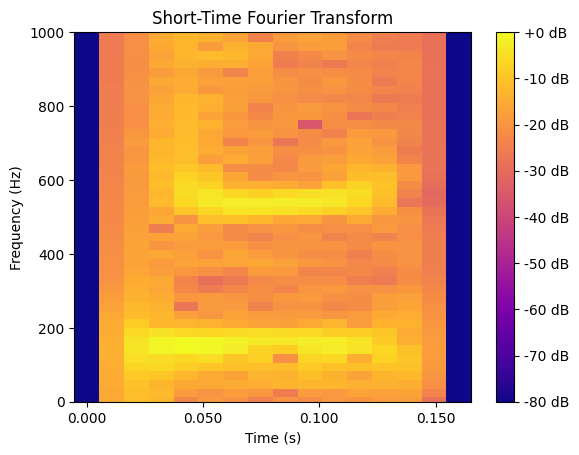 Short-Time Fourier Transform
Frequency (Hz)
1000
800
600
400
200
0
0.000
0.050
0.100
0.150
Time (s)
+0 dB
-10 dB
-20 dB
-30 dB
-40 dB
-50 dB
-60 dB
-70 dB
-80 dB